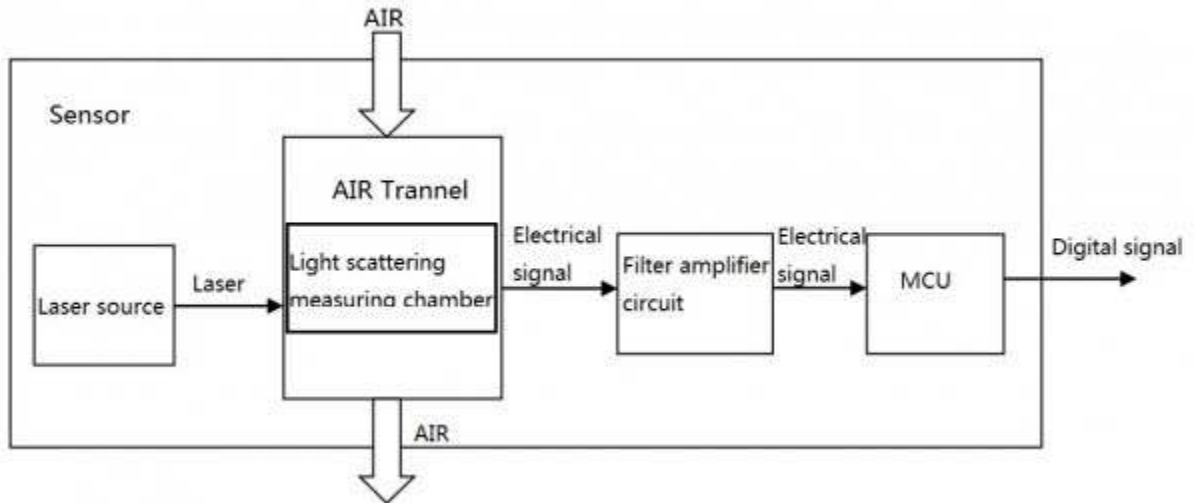 AIR
Sensor
AIR Trannel
Laser source
Laser
Light scattering
measuring chamber
Electrical
signal
Filter amplifier
circuit
Electrical
signal
MCU
Digital signal
AIR